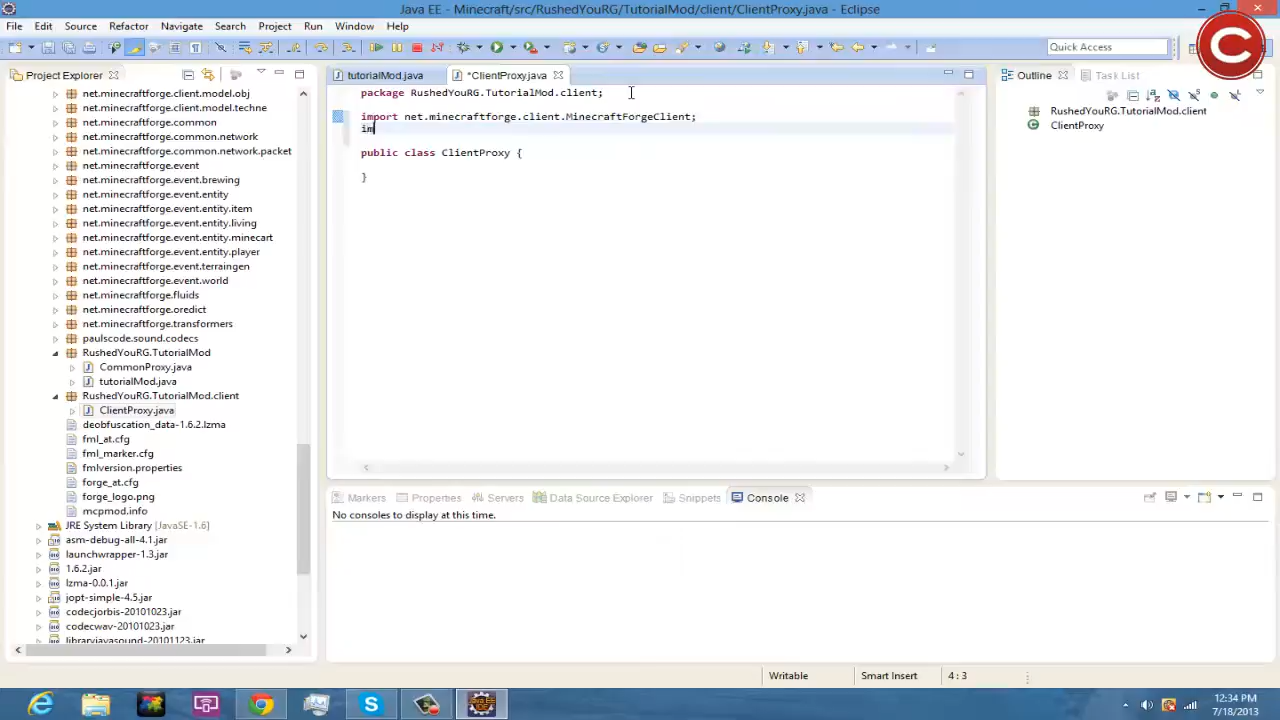 Java EE - Minecraft/src/RushedYouRG/TutorialMod/client/ClientProxy.java - Eclipse
File Edit Source Refactor Navigate Search Project Run Window Help
Quick Access
C
Project Explorer
net.minecraftforge.client.model.obj
net.minecraftforge.client.model.techne
net.minecraftforge.common
net.minecraftforge.common.network
net.minecraftforge.common.network.packet
net.minecraftforge.event
net.minecraftforge.event.brewing
net.minecraftforge.event.entity
net.minecraftforge.event.entity.item
net.minecraftforge.event.entity.living
net.minecraftforge.event.entity.minecart
net.minecraftforge.event.entity.player
net.minecraftforge.event.terraingen
net.minecraftforge.event.world
net.minecraftforge.fluids
net.minecraftforge.oredict
net.minecraftforge.transformers
paulscode.sound.codecs
RushedYouRG.TutorialMod
CommonProxy.java
tutorialMod.java
RushedYouRG.TutorialMod.client
ClientProxy.java
deobfuscation_data-1.6.2.lzma
fml_at.cfg
fml_marker.cfg
fmlversion.properties
forge_at.cfg
forge_logo.png
mcpmod.info
JRE System Library [JavaSE-1.6]
asm-debug-all-4.1.jar
launchwrapper-1.3.jar
1.6.2.jar
lzma-0.0.1.jar
jopt-simple-4.5.jar
codecjorbis-20101023.jar
codecwav-20101023.jar
libraryjavasound-20101123.jar
tutorialMod.java *ClientProxy.java
package RushedYouRG.TutorialMod.client;
import net.minecraftforge.client.MinecraftForgeClient;
im
public class ClientProxy {
}
Outline Task List
RushedYouRG.TutorialMod.client
ClientProxy
Markers Properties Servers Data Source Explorer Snippets Console
No consoles to display at this time.
Writable Smart Insert 4 : 3
12:34 PM
7/18/2013